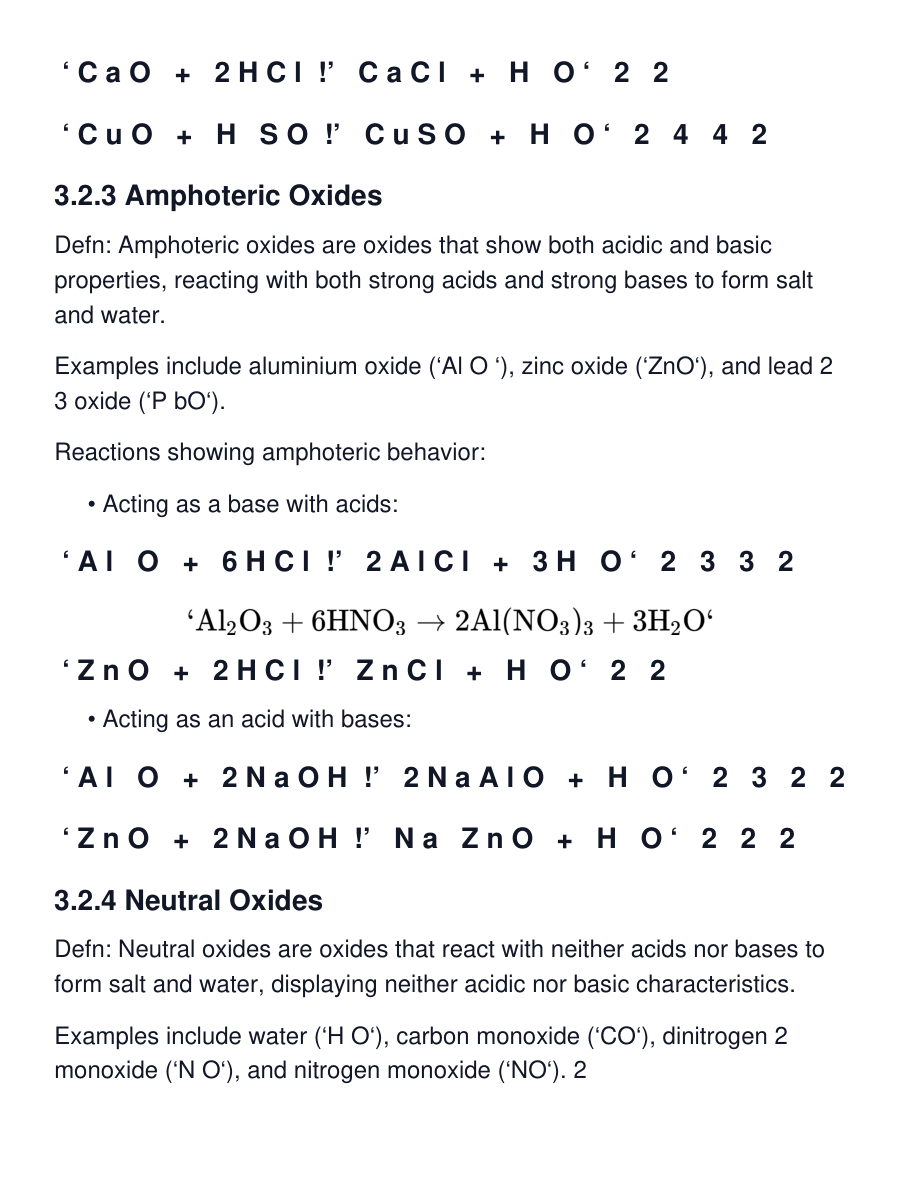 ‘CaO + 2HCl !’ CaCl + H O‘ 2 2
‘CuO + H SO !’ CuSO + H O‘ 2 4 4 2
3.2.3 Amphoteric Oxides
Defn: Amphoteric oxides are oxides that show both acidic and basic
properties, reacting with both strong acids and strong bases to form salt
and water.
Examples include aluminium oxide (‘Al O ‘), zinc oxide (‘ZnO‘), and lead 2
3 oxide (‘P bO‘).
Reactions showing amphoteric behavior:
• Acting as a base with acids:
‘Al O + 6HCl !’ 2AlCl + 3H O‘ 2 3 3 2
‘Al₂O₃ + 6HNO₃ → 2Al(NO₃)₃ + 3H₂O‘
‘ZnO + 2HCl !’ ZnCl + H O‘ 2 2
• Acting as an acid with bases:
‘Al O + 2NaOH !’ 2NaAlO + H O‘ 2 3 2 2
‘ZnO + 2NaOH !’ Na ZnO + H O‘ 2 2 2
3.2.4 Neutral Oxides
Defn: Neutral oxides are oxides that react with neither acids nor bases to
form salt and water, displaying neither acidic nor basic characteristics.
Examples include water (‘H O‘), carbon monoxide (‘CO‘), dinitrogen 2
monoxide (‘N O‘), and nitrogen monoxide (‘NO‘). 2